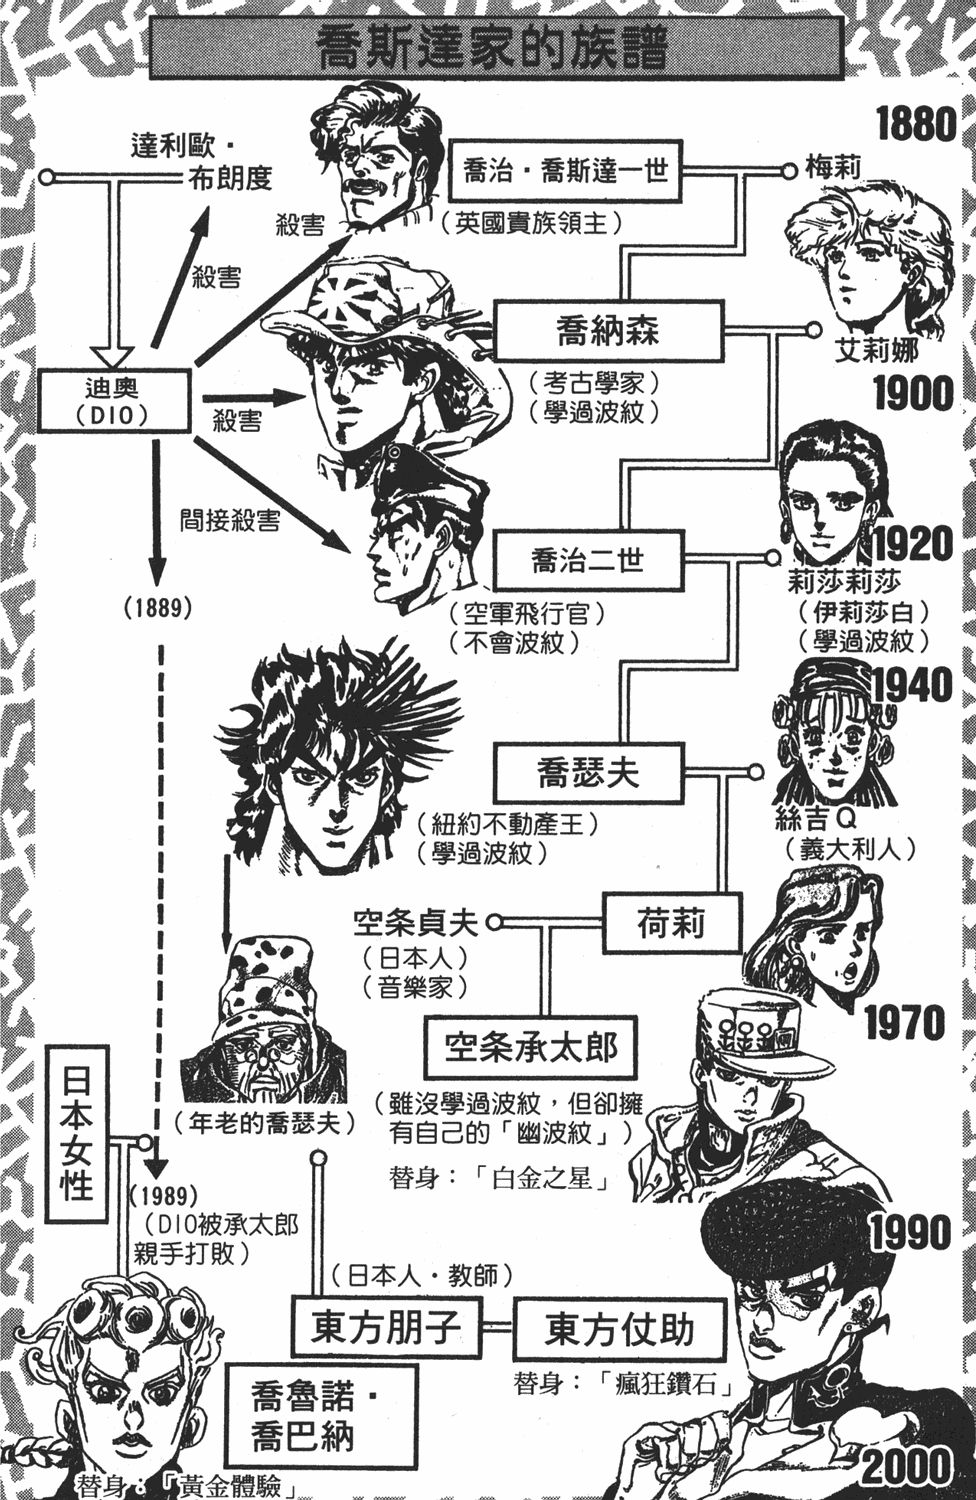 喬斯達家的族譜
1880
達利歐·
布朗度
喬治·喬斯達一世
梅莉
(英國貴族領主)
殺害
殺害
喬納森
艾莉娜
(考古學家)
(學過波紋)
1900
迪奧
(DIO)
殺害
間接殺害
喬治二世
1920
莉莎莉莎
(伊莉莎白)
(學過波紋)
(空軍飛行官)
(不會波紋)
(1889)
1940
喬瑟夫
絲吉Q
(義大利人)
(紐約不動產王)
(學過波紋)
空条貞夫
(日本人)
(音樂家)
荷莉
1970
空条承太郎
(雖沒學過波紋,但卻擁
有自己的「幽波紋」)
替身:「白金之星」
(年老的喬瑟夫)
日本女性
(1989)
(DIO被承太郎
親手打敗)
1990
(日本人·教師)
東方朋子
東方仗助
替身:「瘋狂鑽石」
喬魯諾·
喬巴納
替身:「黃金體驗」
2000